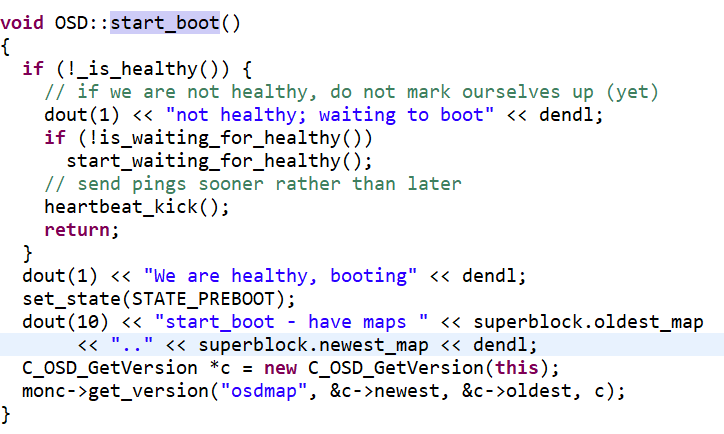 void OSD::start_boot()
{
  if (!_is_healthy()) {
    // if we are not healthy, do not mark ourselves up (yet)
    dout(1) << "not healthy; waiting to boot" << dendl;
    if (!is_waiting_for_healthy())
      start_waiting_for_healthy();
    // send pings sooner rather than later
    heartbeat_kick();
    return;
  }
  dout(1) << "We are healthy, booting" << dendl;
  set_state(STATE_PREBOOT);
  dout(10) << "start_boot - have maps " << superblock.oldest_map
       << ".." << superblock.newest_map << dendl;
  C_OSD_GetVersion *c = new C_OSD_GetVersion(this);
  monc->get_version("osdmap", &c->newest, &c->oldest, c);
}